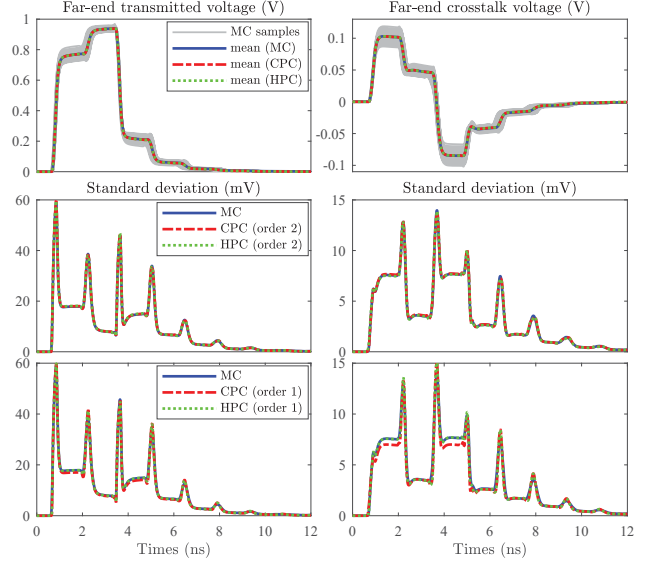 Far-end transmitted voltage (V)
1
0.8
0.6
0.4
0.2
0
MC samples
mean (MC)
mean (CPC)
mean (HPC)
Far-end crosstalk voltage (V)
0.1
0.05
0
-0.05
-0.1
Standard deviation (mV)
60
40
20
0
MC
CPC (order 2)
HPC (order 2)
Standard deviation (mV)
15
10
5
0
60
40
20
0
MC
CPC (order 1)
HPC (order 1)
0
2
4
6
8
10
12
Times (ns)
15
10
5
0
0
2
4
6
8
10
12
Times (ns)